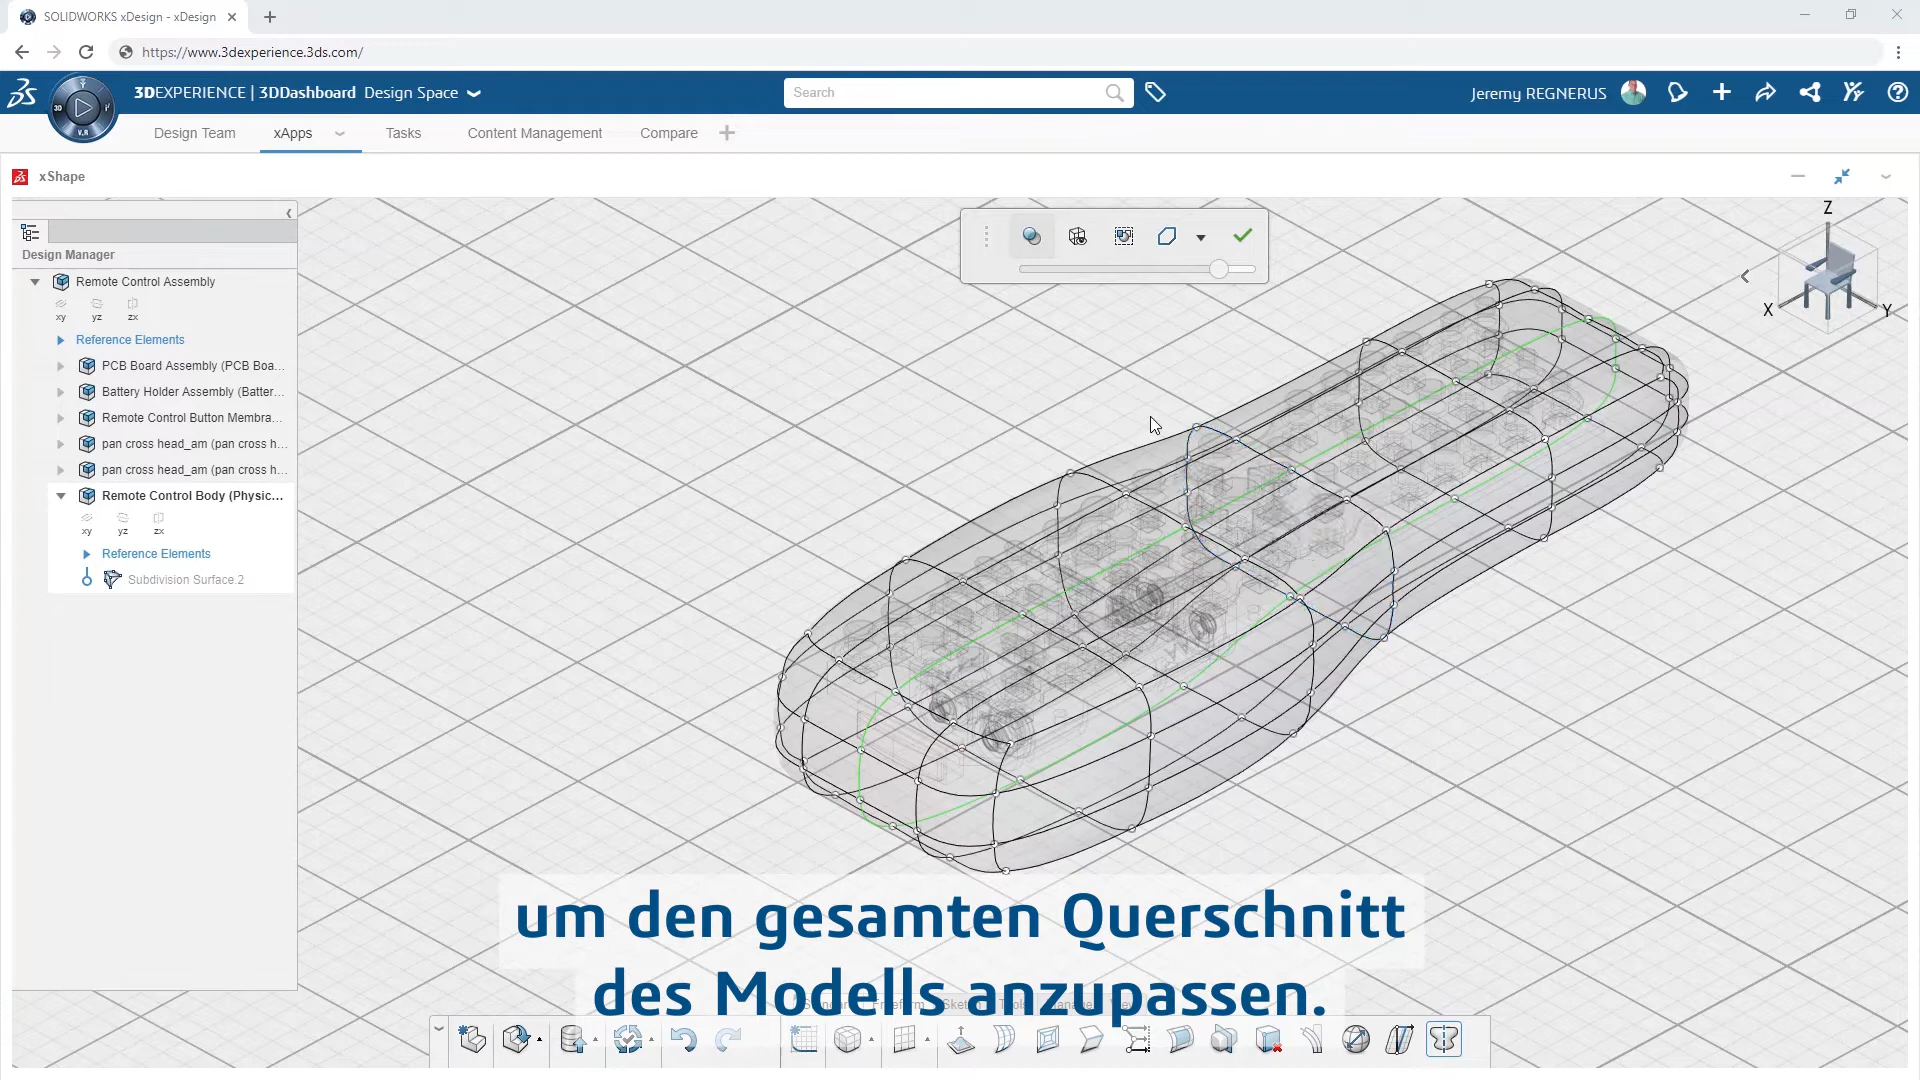 SOLIDWORKS xDesign - xDesign
https://www.3dexperience.3ds.com/
3DEXPERIENCE | 3DDashboard Design Space
Search
Jeremy REGNERUS
3D
V.R
Design Team
xApps
Tasks
Content Management
Compare
xShape
Design Manager
Remote Control Assembly
xy yz zx
Reference Elements
PCB Board Assembly (PCB Boa...
Battery Holder Assembly (Batter...
Remote Control Button Membra...
pan cross head_am (pan cross h...
pan cross head_am (pan cross h...
Remote Control Body (Physic...
xy yz zx
Reference Elements
Subdivision Surface.2
Z
X
Y
um den gesamten Querschnitt
des Modells anzupassen.